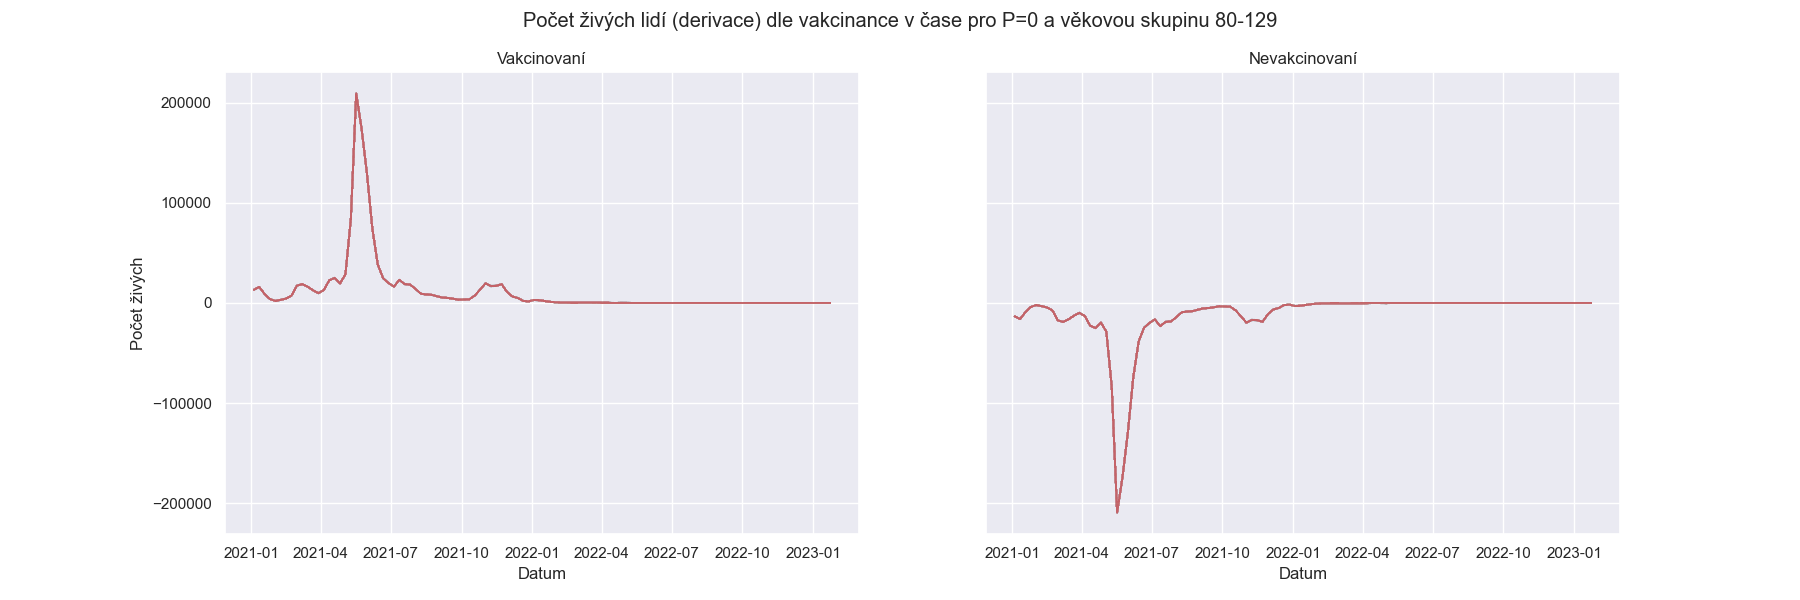 Počet živých lidí (derivace) dle vakcinance v čase pro P=0 a věkovou skupinu 80-129
Vakcinovaní
Nevakcinovaní
Počet živých
200000
100000
0
−100000
−200000
2021-01 2021-04 2021-07 2021-10 2022-01 2022-04 2022-07 2022-10 2023-01
Datum
2021-01 2021-04 2021-07 2021-10 2022-01 2022-04 2022-07 2022-10 2023-01
Datum